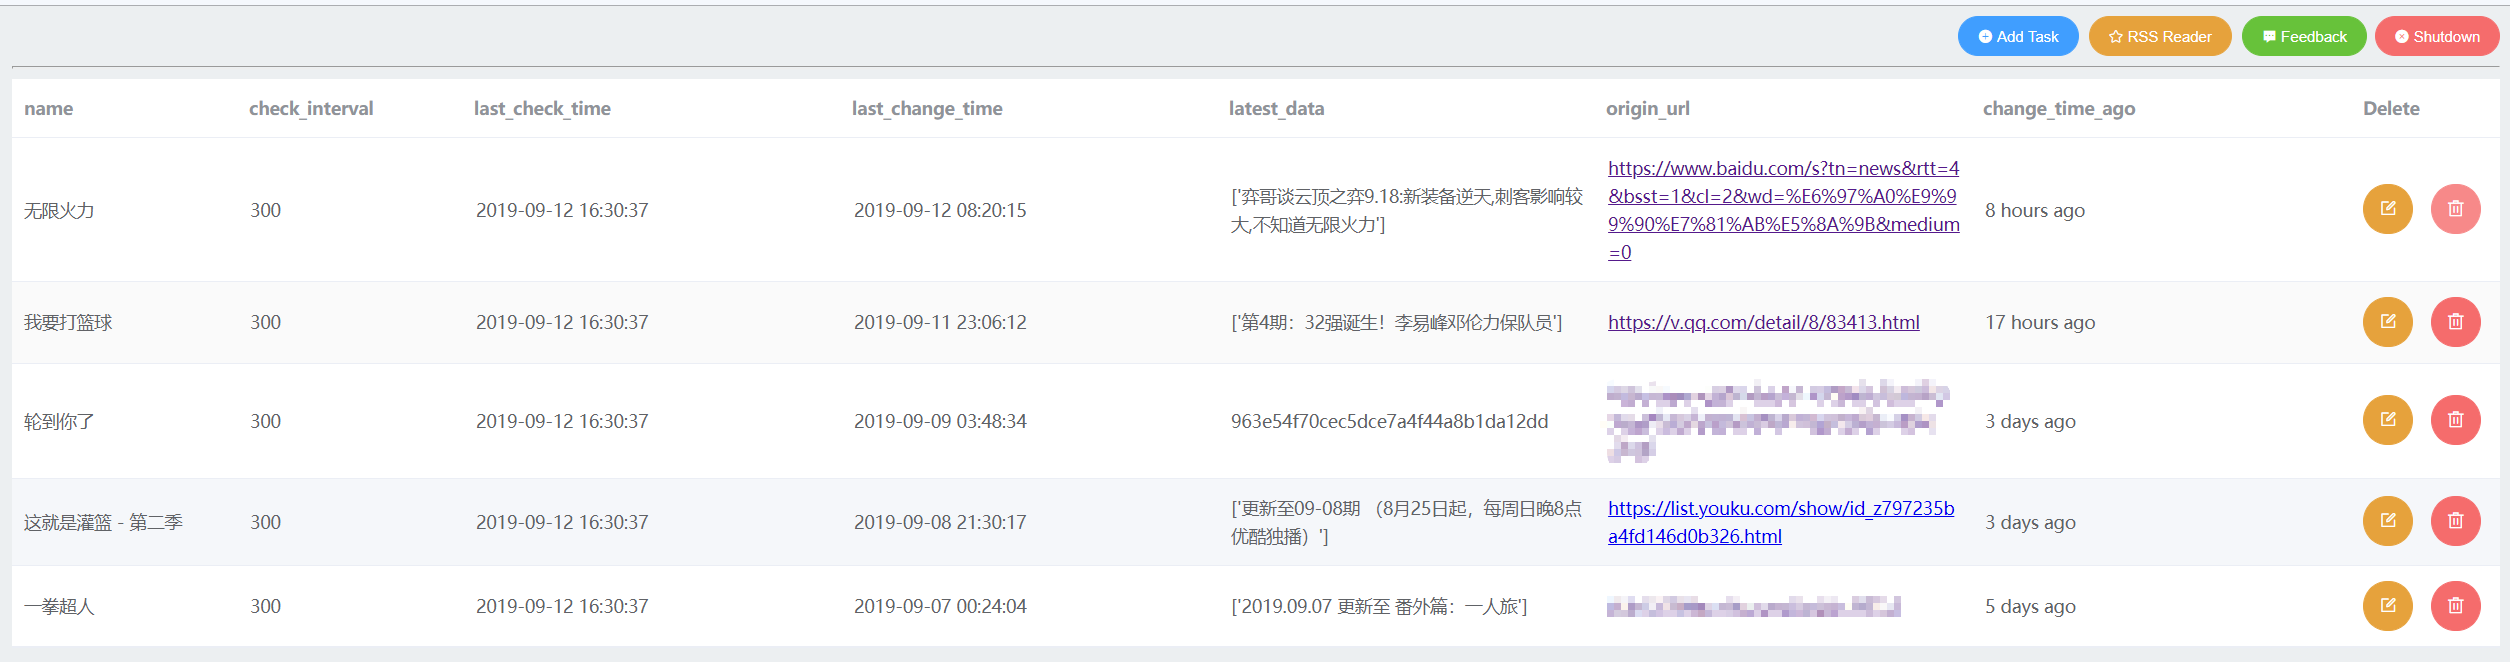 Add Task RSS Reader Feedback Shutdown
name check_interval last_check_time last_change_time latest_data origin_url change_time_ago Delete
无限火力 300 2019-09-12 16:30:37 2019-09-12 08:20:15 ['弈哥谈云顶之弈9.18:新装备逆天,刺客影响较
大,不知道无限火力'] https://www.baidu.com/s?tn=news&rtt=4
&bsst=1&cl=2&wd=%E6%97%A0%E9%9
9%90%E7%81%AB%E5%8A%9B&medium
=0 8 hours ago
我要打篮球 300 2019-09-12 16:30:37 2019-09-11 23:06:12 ['第4期：32强诞生！李易峰邓伦力保队员'] https://v.qq.com/detail/8/83413.html 17 hours ago
轮到你了 300 2019-09-12 16:30:37 2019-09-09 03:48:34 963e54f70cec5dce7a4f44a8b1da12dd 3 days ago
这就是灌篮 - 第二季 300 2019-09-12 16:30:37 2019-09-08 21:30:17 ['更新至09-08期 （8月25日起，每周日晚8点
优酷独播）'] https://list.youku.com/show/id_z797235b
a4fd146d0b326.html 3 days ago
一拳超人 300 2019-09-12 16:30:37 2019-09-07 00:24:04 ['2019.09.07 更新至 番外篇：一人旅'] 5 days ago